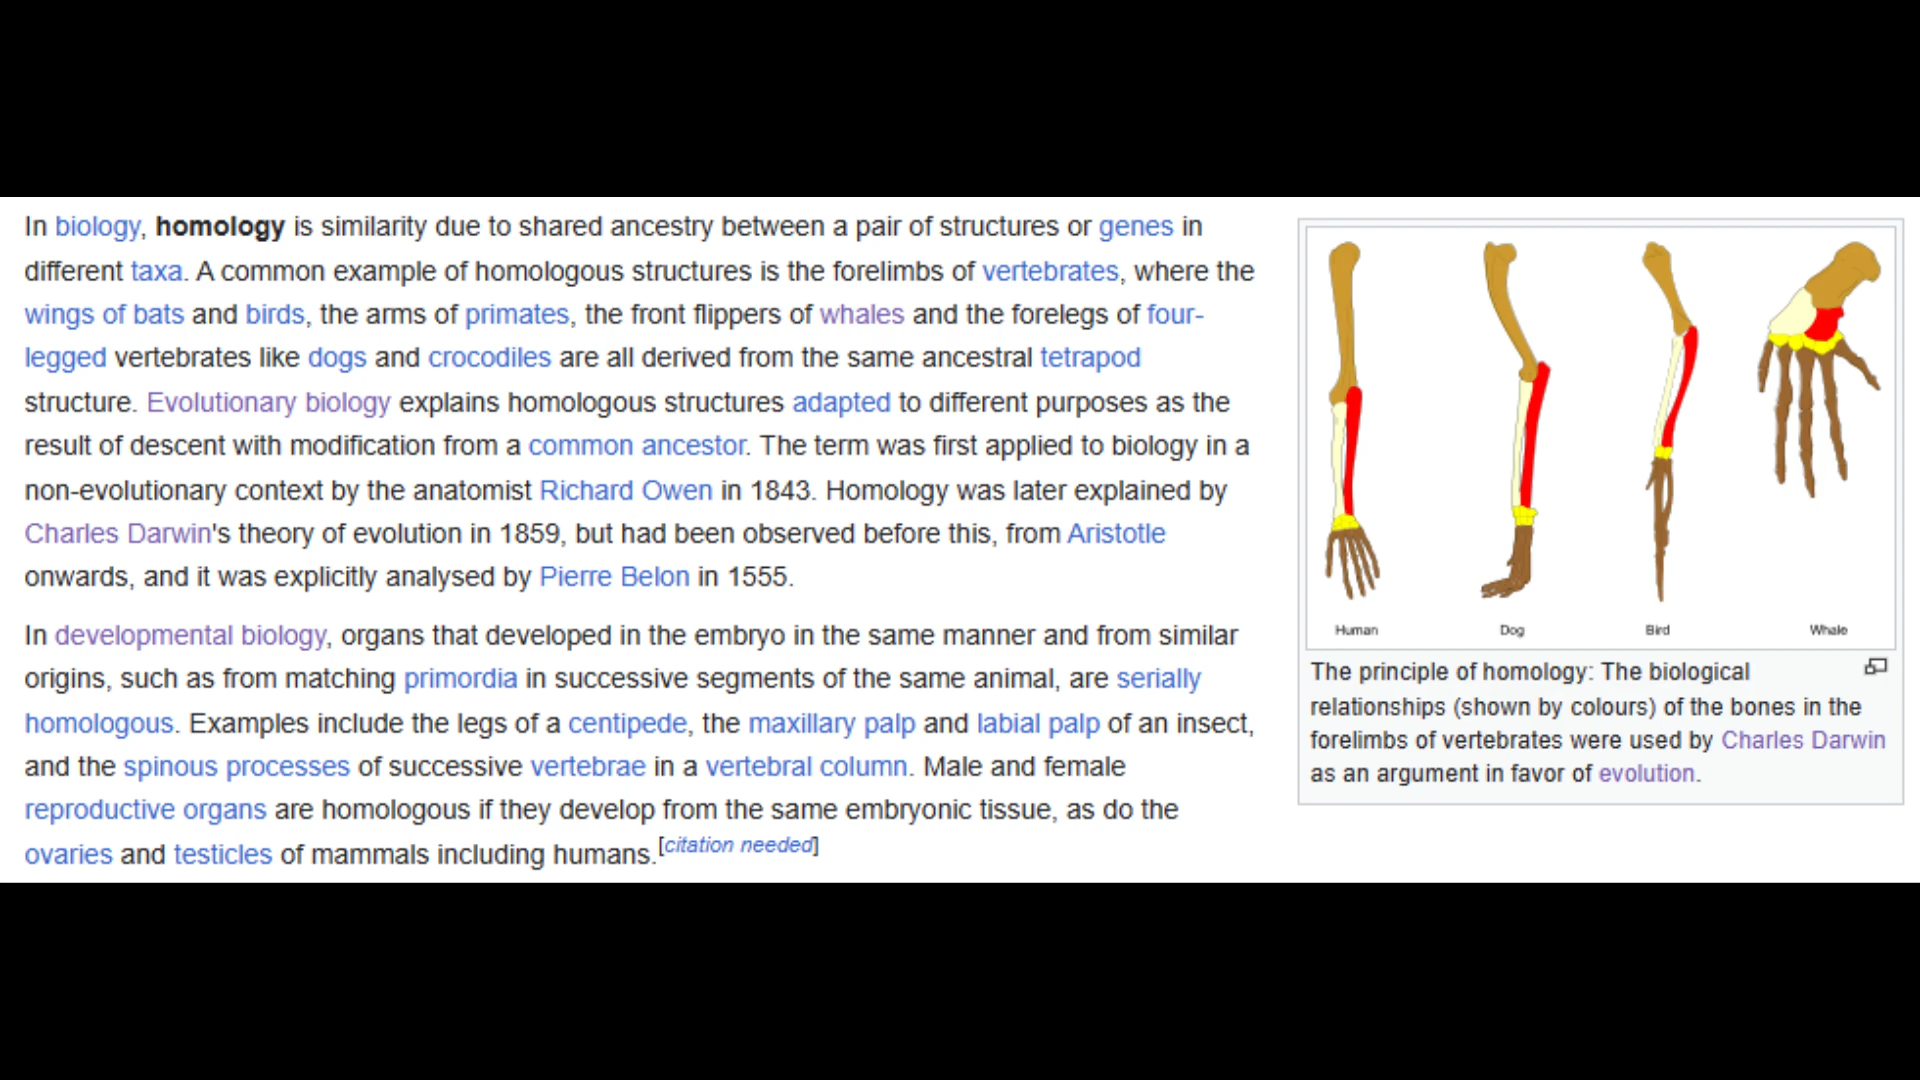 In biology, homology is similarity due to shared ancestry between a pair of structures or genes in
different taxa. A common example of homologous structures is the forelimbs of vertebrates, where the
wings of bats and birds, the arms of primates, the front flippers of whales and the forelegs of four-
legged vertebrates like dogs and crocodiles are all derived from the same ancestral tetrapod
structure. Evolutionary biology explains homologous structures adapted to different purposes as the
result of descent with modification from a common ancestor. The term was first applied to biology in a
non-evolutionary context by the anatomist Richard Owen in 1843. Homology was later explained by
Charles Darwin's theory of evolution in 1859, but had been observed before this, from Aristotle
onwards, and it was explicitly analysed by Pierre Belon in 1555.
In developmental biology, organs that developed in the embryo in the same manner and from similar
origins, such as from matching primordia in successive segments of the same animal, are serially
homologous. Examples include the legs of a centipede, the maxillary palp and labial palp of an insect,
and the spinous processes of successive vertebrae in a vertebral column. Male and female
reproductive organs are homologous if they develop from the same embryonic tissue, as do the
ovaries and testicles of mammals including humans.[citation needed]
Human Dog Bird Whale
The principle of homology: The biological
relationships (shown by colours) of the bones in the
forelimbs of vertebrates were used by Charles Darwin
as an argument in favor of evolution.